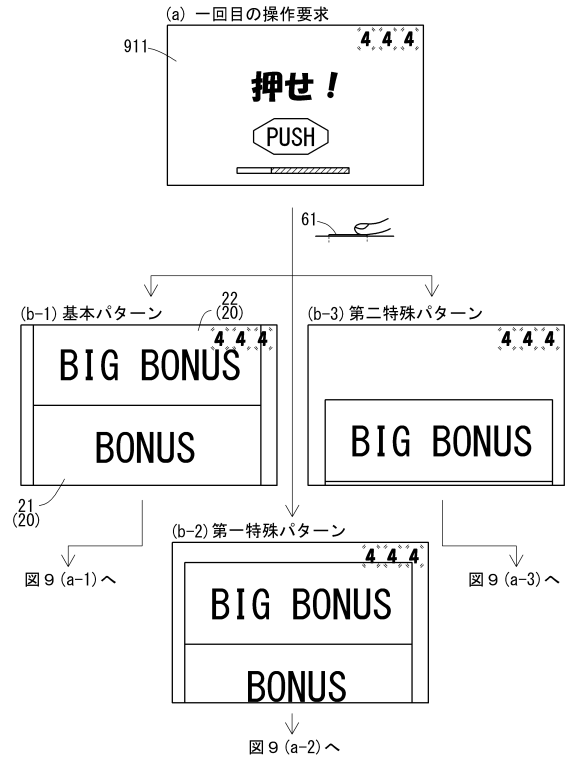 (a) 一回目の操作要求
911
4 4 4
押せ！
PUSH
61
(b-1) 基本パターン
22
(20)
4 4 4
BIG BONUS
BONUS
21
(20)
図９(a-1)へ
(b-3) 第二特殊パターン
4 4 4
BIG BONUS
図９(a-3)へ
(b-2) 第一特殊パターン
4 4 4
BIG BONUS
BONUS
図９(a-2)へ